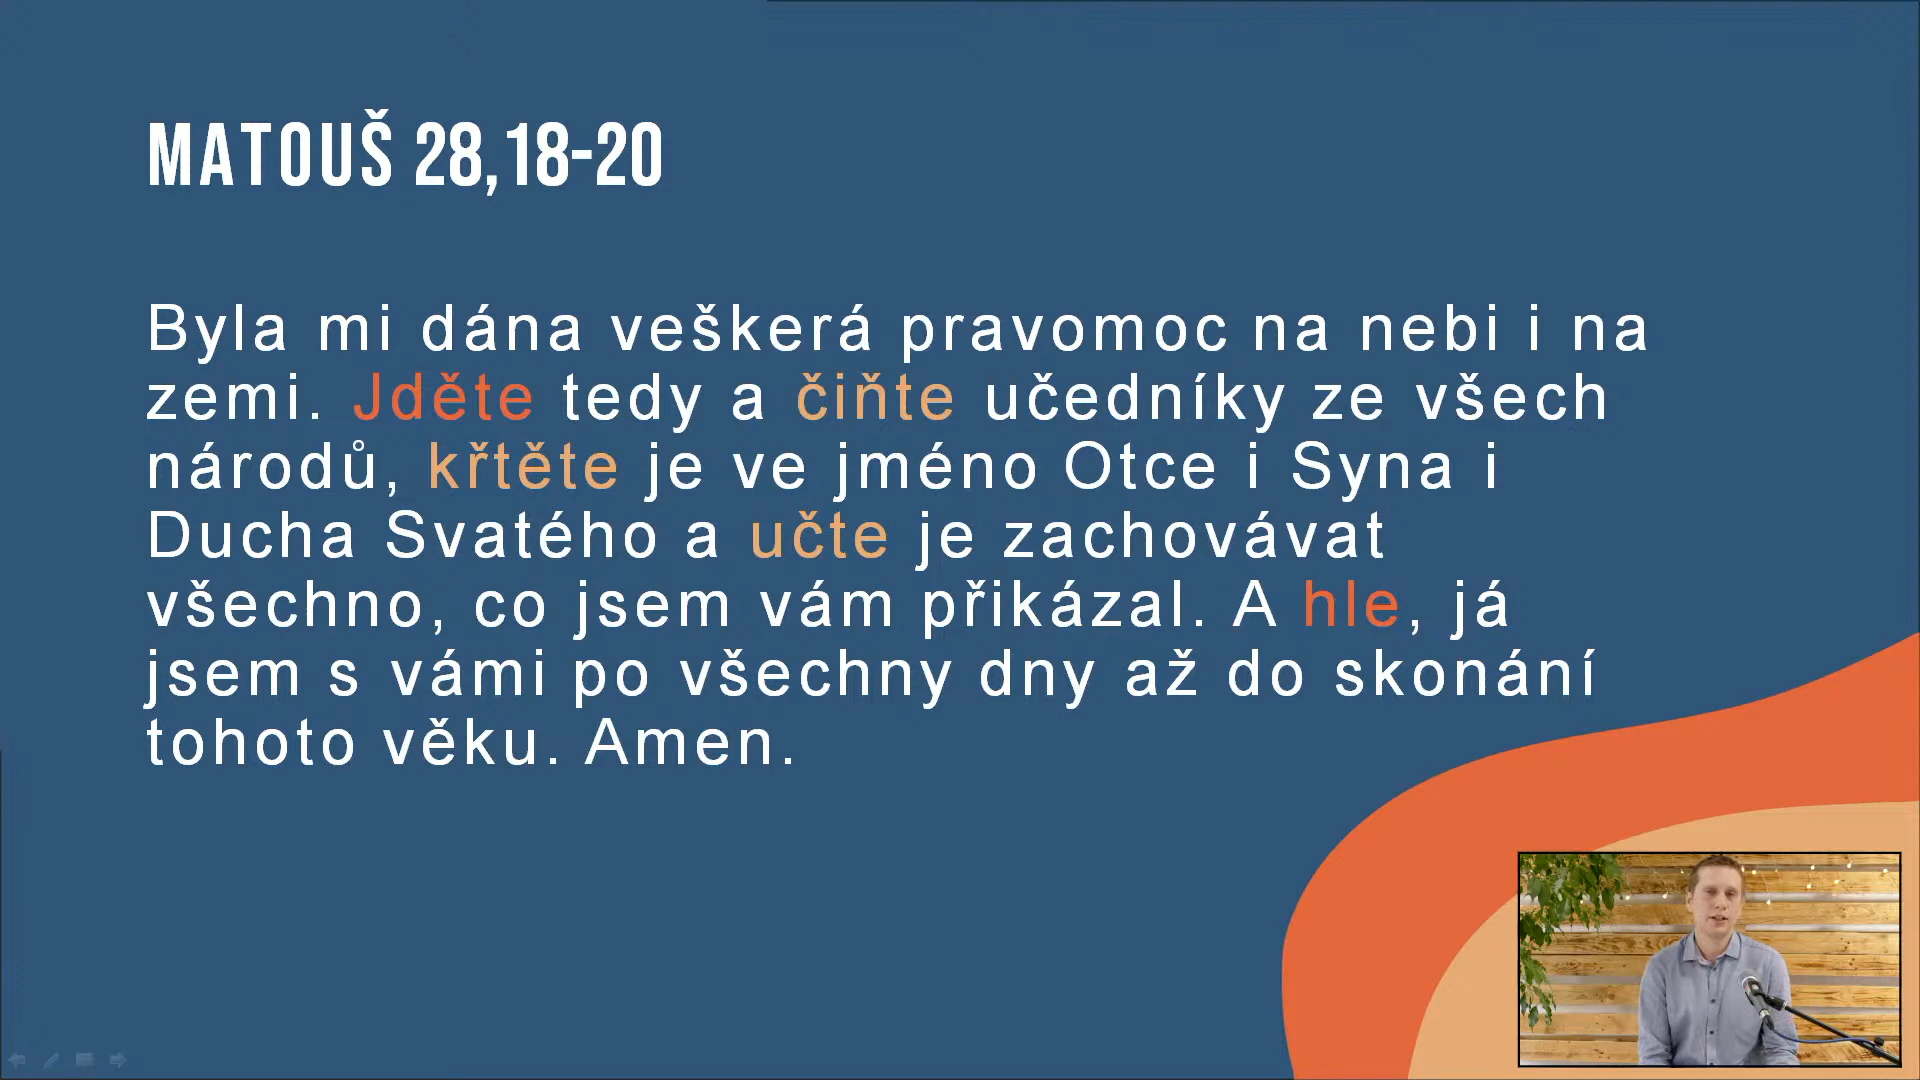 MATOUŠ 28,18-20
Byla mi dána veškerá pravomoc na nebi i na
zemi. Jděte tedy a čiňte učedníky ze všech
národů, křtěte je ve jméno Otce i Syna i
Ducha Svatého a učte je zachovávat
všechno, co jsem vám přikázal. A hle, já
jsem s vámi po všechny dny až do skonání
tohoto věku. Amen.